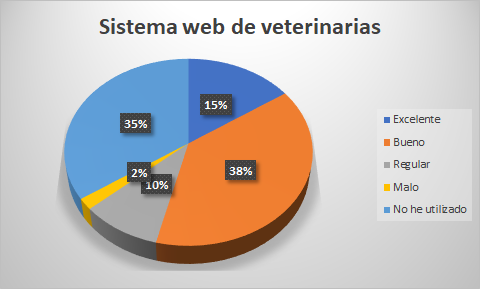 Sistema web de veterinarias
15%
38%
10%
2%
35%
Excelente
Bueno
Regular
Malo
No he utilizado